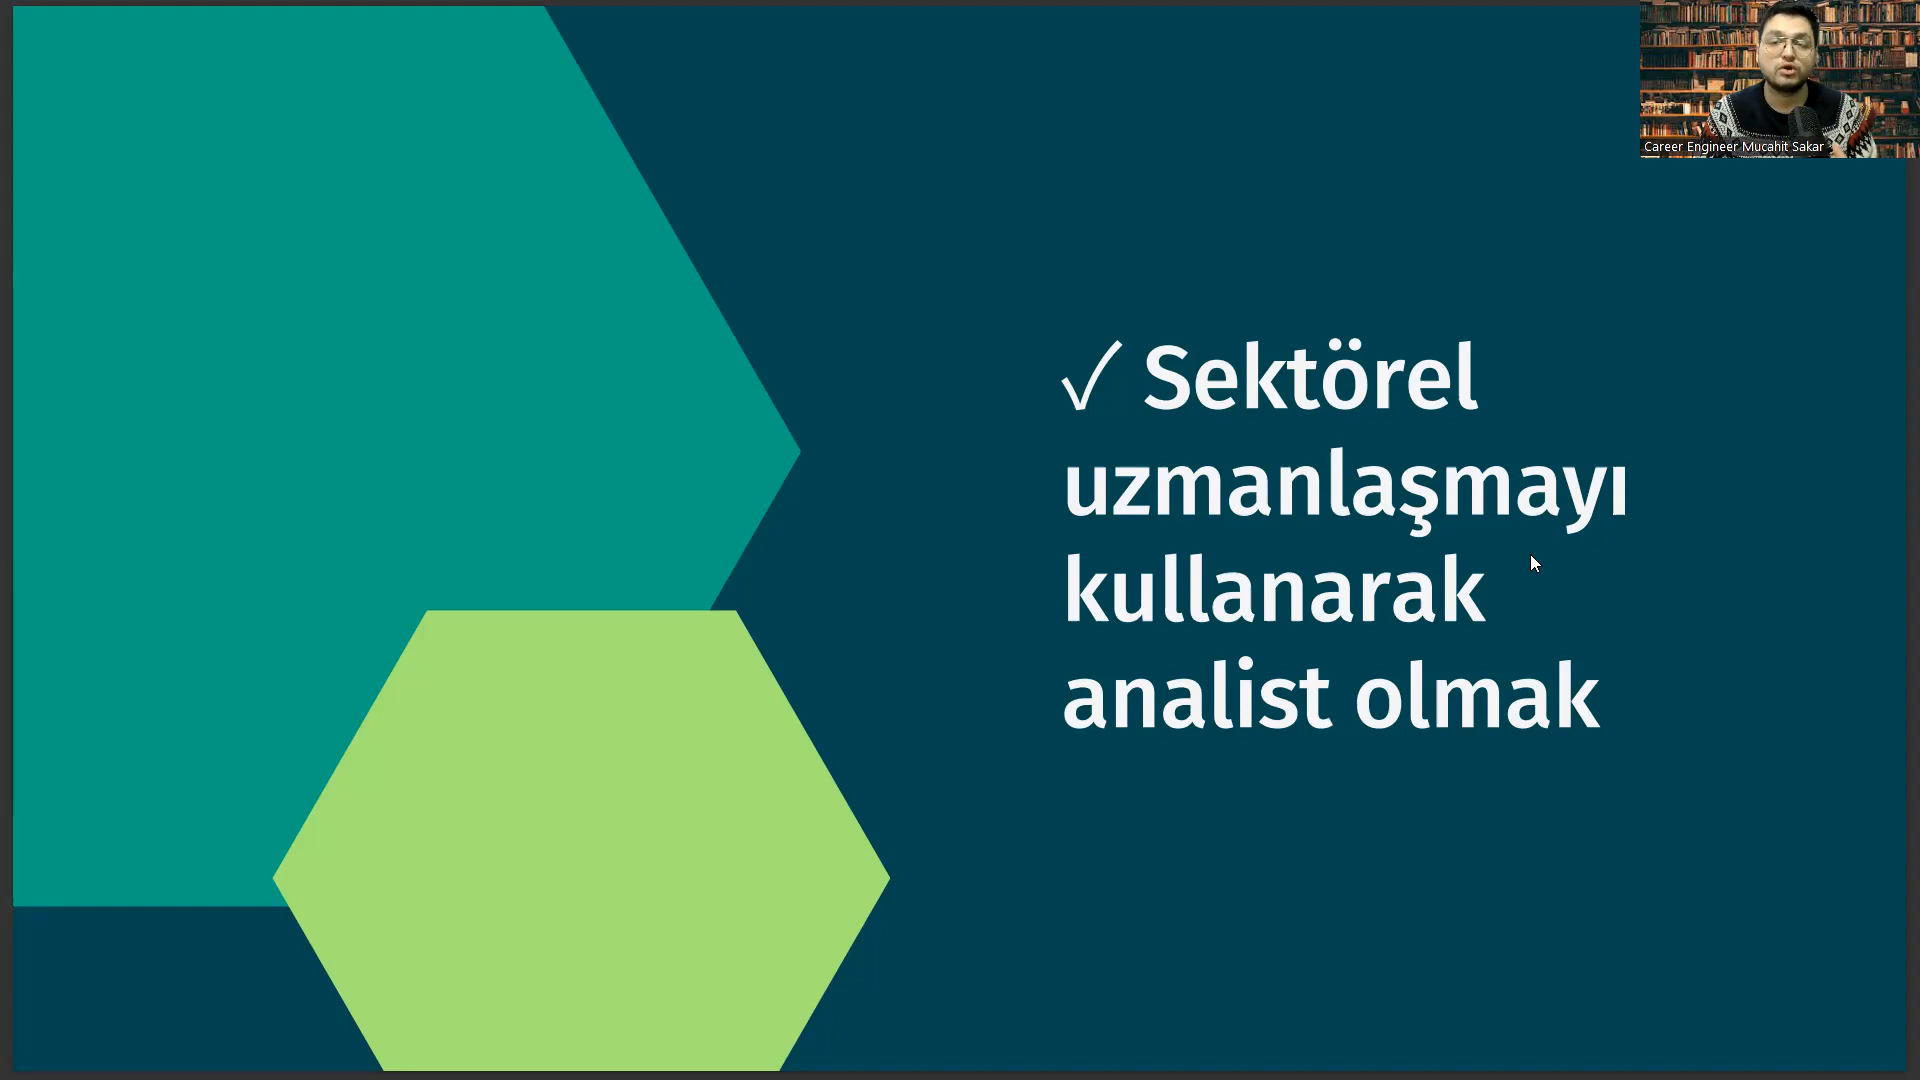 Career Engineer Mucahit Sakar
✓ Sektörel
uzmanlaşmayı
kullanarak
analist olmak